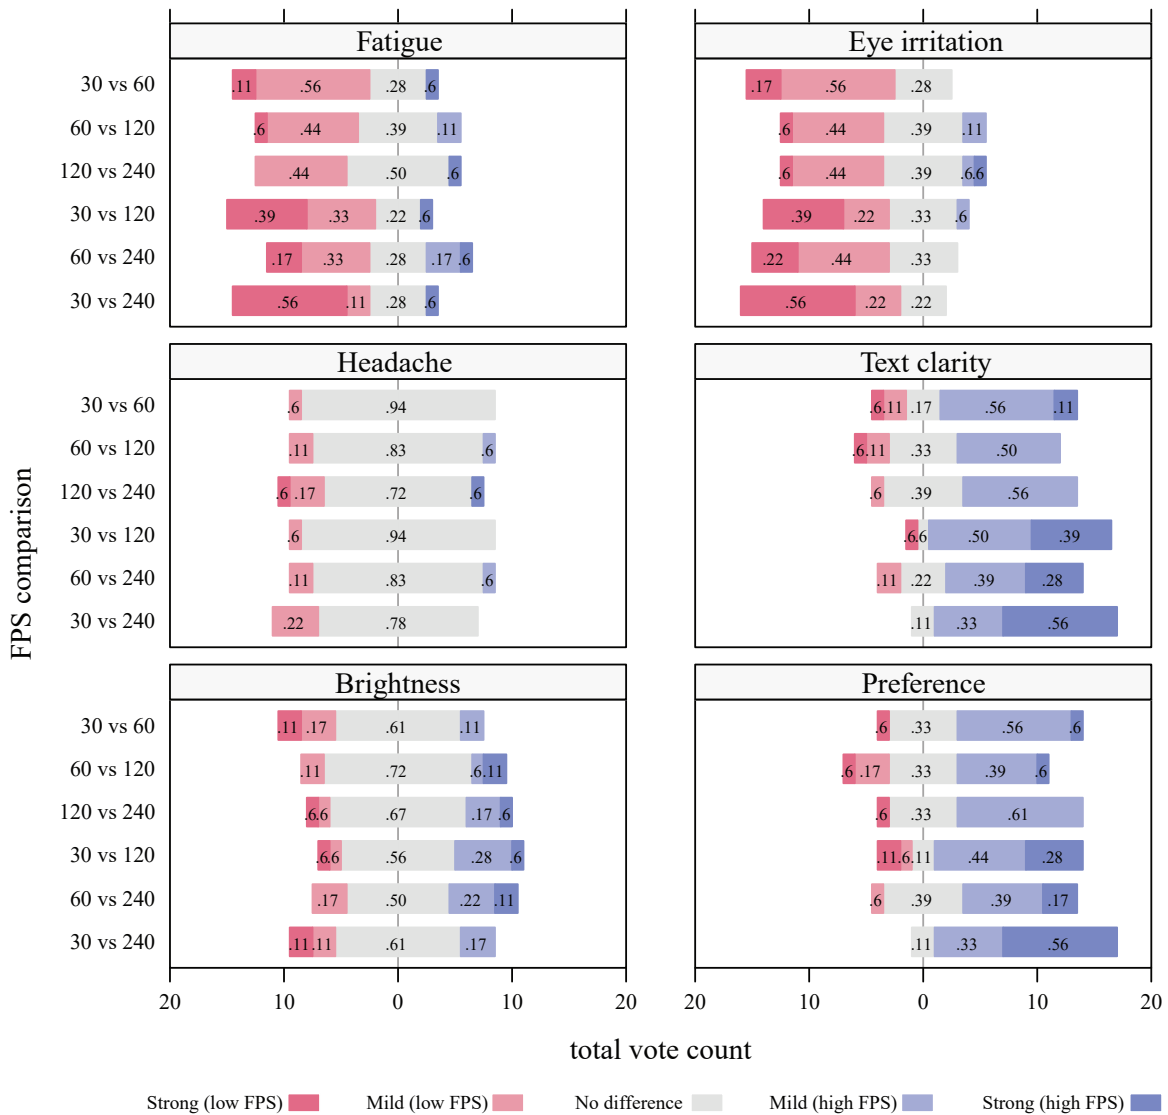 Fatigue
30 vs 60 .11 .56 .28 .6
60 vs 120 .6 .44 .39 .11
120 vs 240 .44 .50 .6
30 vs 120 .39 .33 .22 .6
60 vs 240 .17 .33 .28 .17 .6
30 vs 240 .56 .11 .28 .6
Eye irritation
.17 .56 .28
.6 .44 .39 .11
.6 .44 .39 .6 .6
.39 .22 .33 .6
.22 .44 .33
.56 .22 .22
Headache
30 vs 60 .6 .94
60 vs 120 .11 .83 .6
120 vs 240 .6 .17 .72 .6
30 vs 120 .6 .94
60 vs 240 .11 .83 .6
30 vs 240 .22 .78
Text clarity
.6 .11 .17 .56 .11
.6 .11 .33 .50
.6 .39 .56
.6 .6 .50 .39
.11 .22 .39 .28
.11 .33 .56
Brightness
30 vs 60 .11 .17 .61 .11
60 vs 120 .11 .72 .6 .11
120 vs 240 .6 .6 .67 .17 .6
30 vs 120 .6 .6 .56 .28 .6
60 vs 240 .17 .50 .22 .11
30 vs 240 .11 .11 .61 .17
Preference
.6 .33 .56 .6
.6 .17 .33 .39 .6
.6 .33 .61
.11 .6 .11 .44 .28
.6 .39 .39 .17
.11 .33 .56
20 10 0 10 20
20 10 0 10 20
FPS comparison
total vote count
Strong (low FPS) Mild (low FPS) No difference Mild (high FPS) Strong (high FPS)